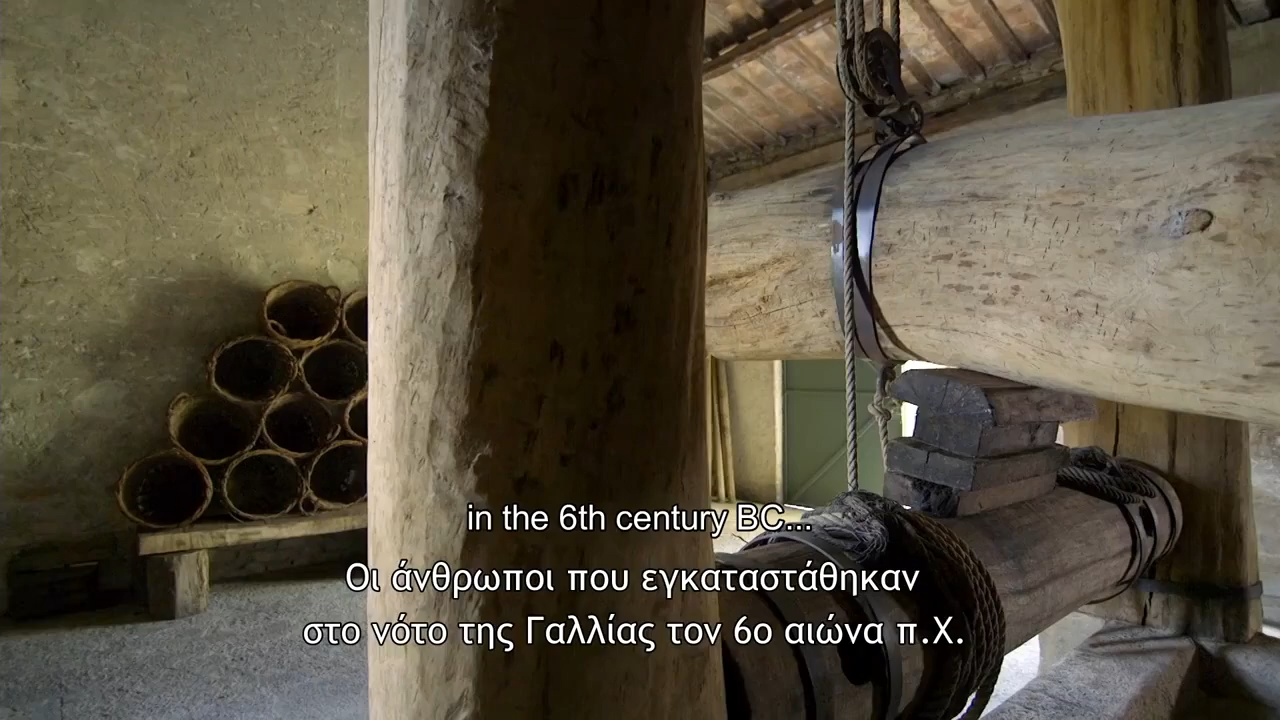 in the 6th century BC...
Οι άνθρωποι που εγκαταστάθηκαν
στο νότο της Γαλλίας τον 6ο αιώνα π.Χ.